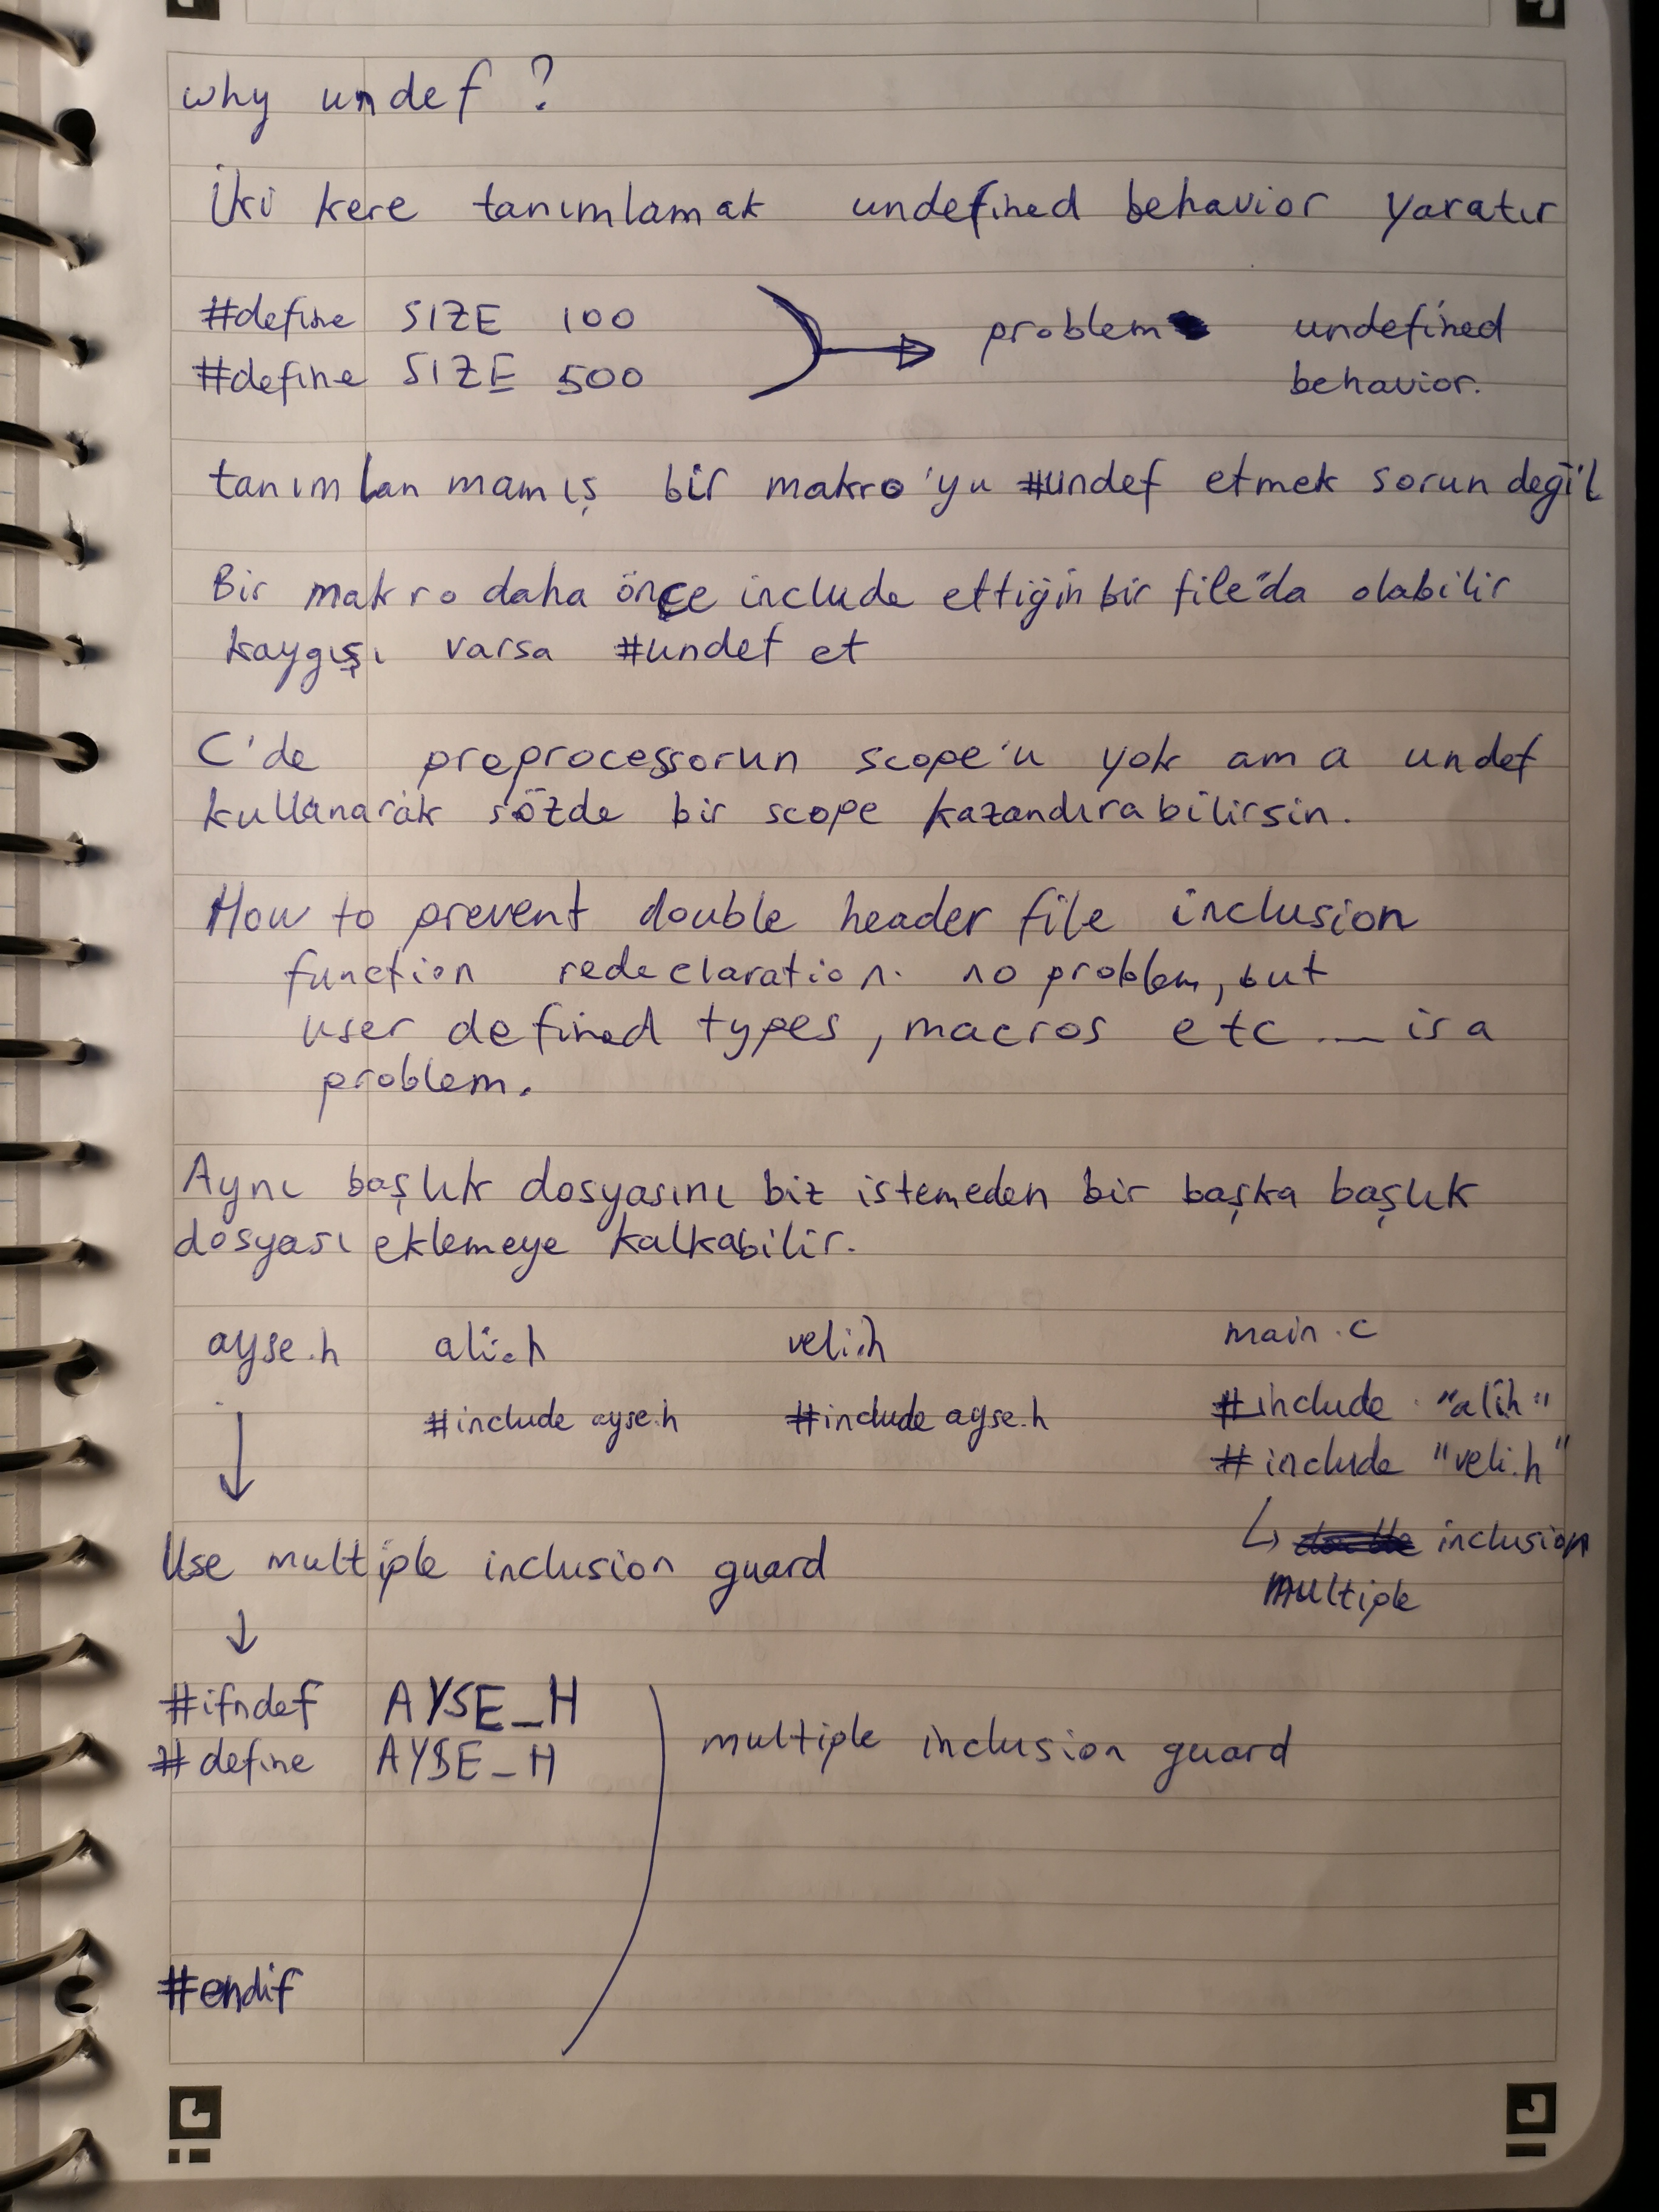 why undef ?
İki kere tanımlamak undefined behavior yaratır
#define SIZE 100
#define SIZE 500
problem undefined
behavior.
tanımlanmamış bir makro'yu #undef etmek sorun değil
Bir makro daha önce include ettiğin bir file'da olabilir
kaygısı varsa #undef et
C'de preprocessorun scope'u yok ama undef
kullanarak sözde bir scope kazandırabilirsin.
How to prevent double header file inclusion
function redeclaration. no problem, but
user defined types, macros etc... is a
problem.
Aynı başlık dosyasını biz istemeden bir başka başlık
dosyası eklemeye kalkabilir.
ayse.h ali.h veli.h main.c
#include ayse.h #include ayse.h #include "ali.h"
#include "veli.h"
inclusion
multiple
Use multiple inclusion guard
#ifndef AYSE_H
#define AYSE_H
multiple inclusion guard
#endif